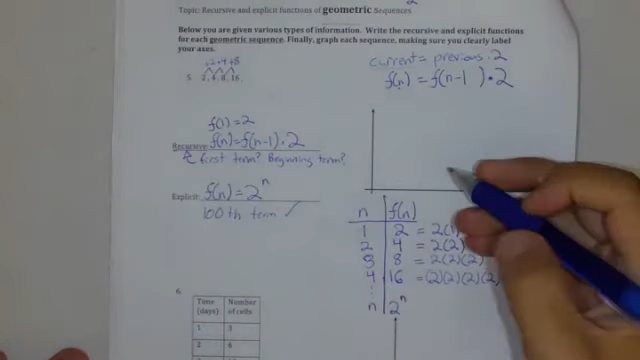 Topic: Recursive and explicit functions of geometric Sequences
Below you are given various types of information. Write the recursive and explicit functions
for each geometric sequence. Finally, graph each sequence, making sure you clearly label
your axes.
current = previous · 2
f(n) = f(n-1 ) · 2
+2 +4 +8
5. 2, 4, 8, 16
f(1) = 2
Recursive: f(n) = f(n-1) · 2
first term? Beginning term?
Explicit: f(n) = 2^n
100th term ✓
n f(n)
1 2 = 2(1)
2 4 = 2(2)
3 8 = 2(2)(2)
4 16 = (2)(2)(2)(2)
⋮
n 2^n
6.
Time (days) Number of cells
1 3
2 6